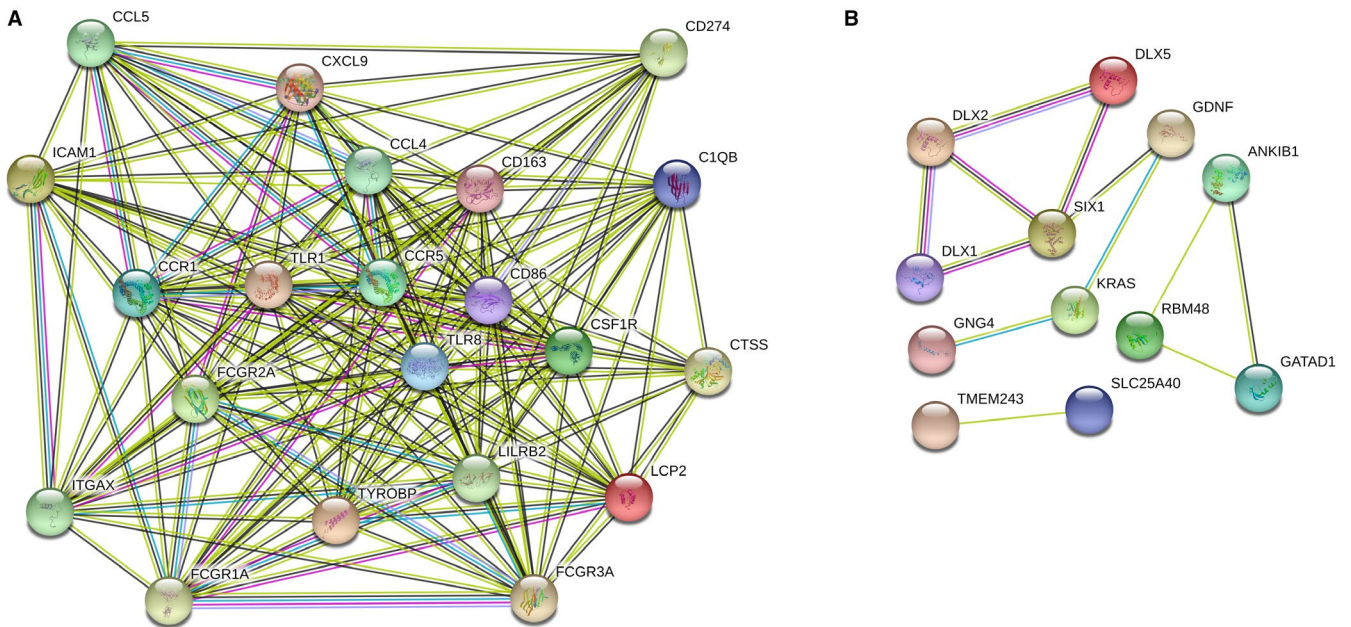 A
B
CCL5
CD274
CXCL9
ICAM1
CCL4
CD163
C1QB
CCR1
TLR1
CCR5
CD86
CSF1R
TLR8
CTSS
FCGR2A
LILRB2
LCP2
ITGAX
TYROBP
FCGR1A
FCGR3A
DLX5
DLX2
GDNF
ANKIB1
SIX1
DLX1
KRAS
RBM48
GNG4
GATAD1
SLC25A40
TMEM243